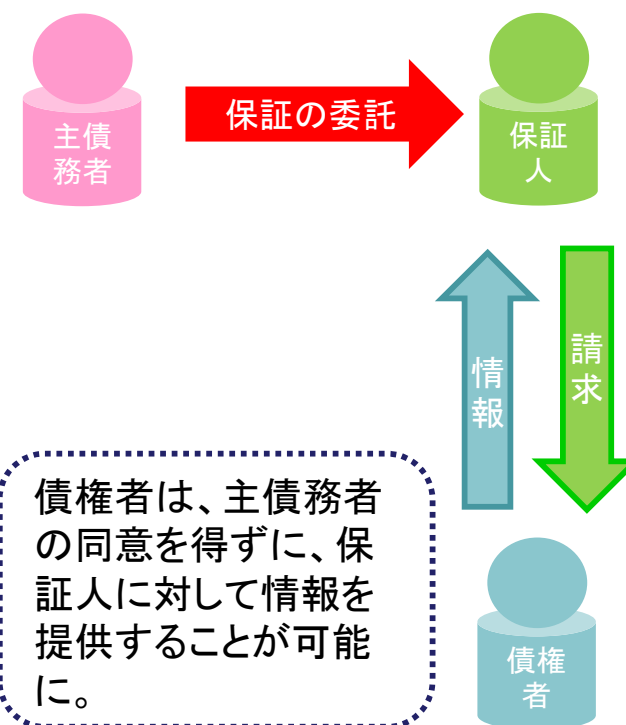 主債
務者
保証の委託
保証
人
情
報
請
求
債権者は、主債務者
の同意を得ずに、保
証人に対して情報を
提供することが可能
に。
債権
者